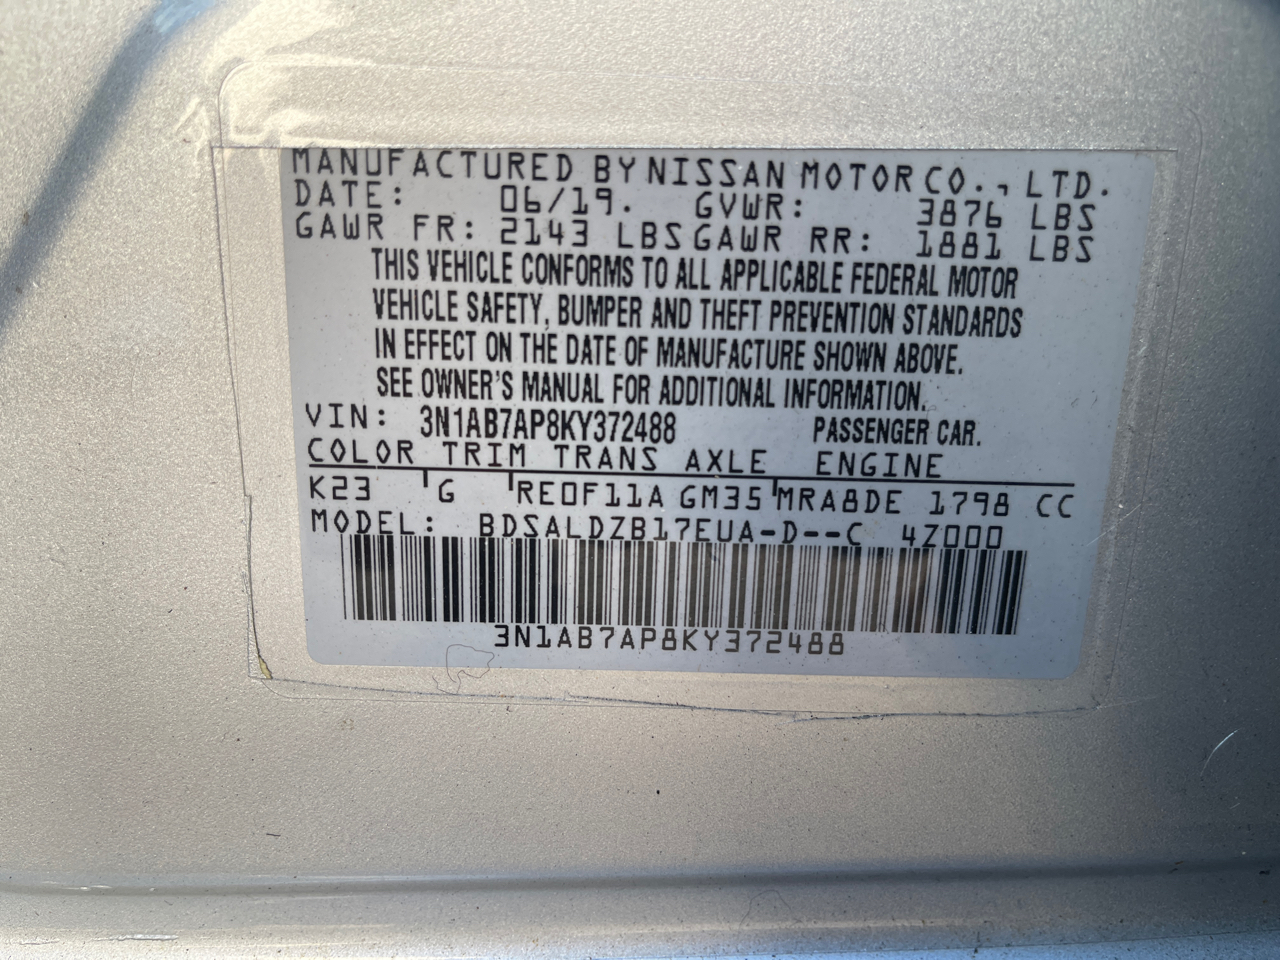 MANUFACTURED BY NISSAN MOTOR CO., LTD.
DATE: 06/19. GVWR: 3876 LBS
GAWR FR: 2143 LBS GAWR RR: 1881 LBS
THIS VEHICLE CONFORMS TO ALL APPLICABLE FEDERAL MOTOR
VEHICLE SAFETY, BUMPER AND THEFT PREVENTION STANDARDS
IN EFFECT ON THE DATE OF MANUFACTURE SHOWN ABOVE.
SEE OWNER'S MANUAL FOR ADDITIONAL INFORMATION.
VIN: 3N1AB7AP8KY372488 PASSENGER CAR.
COLOR TRIM TRANS AXLE ENGINE
K23 G RE0F11A GM35 MRA8DE 1798 CC
MODEL: BDSALDZB17EUA-D--C 4Z000
3N1AB7AP8KY372488